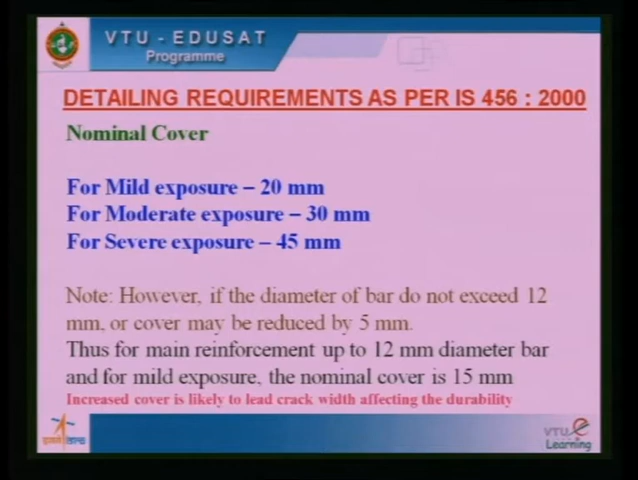 VTU - EDUSAT
Programme
DETAILING REQUIREMENTS AS PER IS 456 : 2000
Nominal Cover
For Mild exposure – 20 mm
For Moderate exposure – 30 mm
For Severe exposure – 45 mm
Note: However, if the diameter of bar do not exceed 12
mm, or cover may be reduced by 5 mm.
Thus for main reinforcement up to 12 mm diameter bar
and for mild exposure, the nominal cover is 15 mm
Increased cover is likely to lead crack width affecting the durability
VTU e
Learning